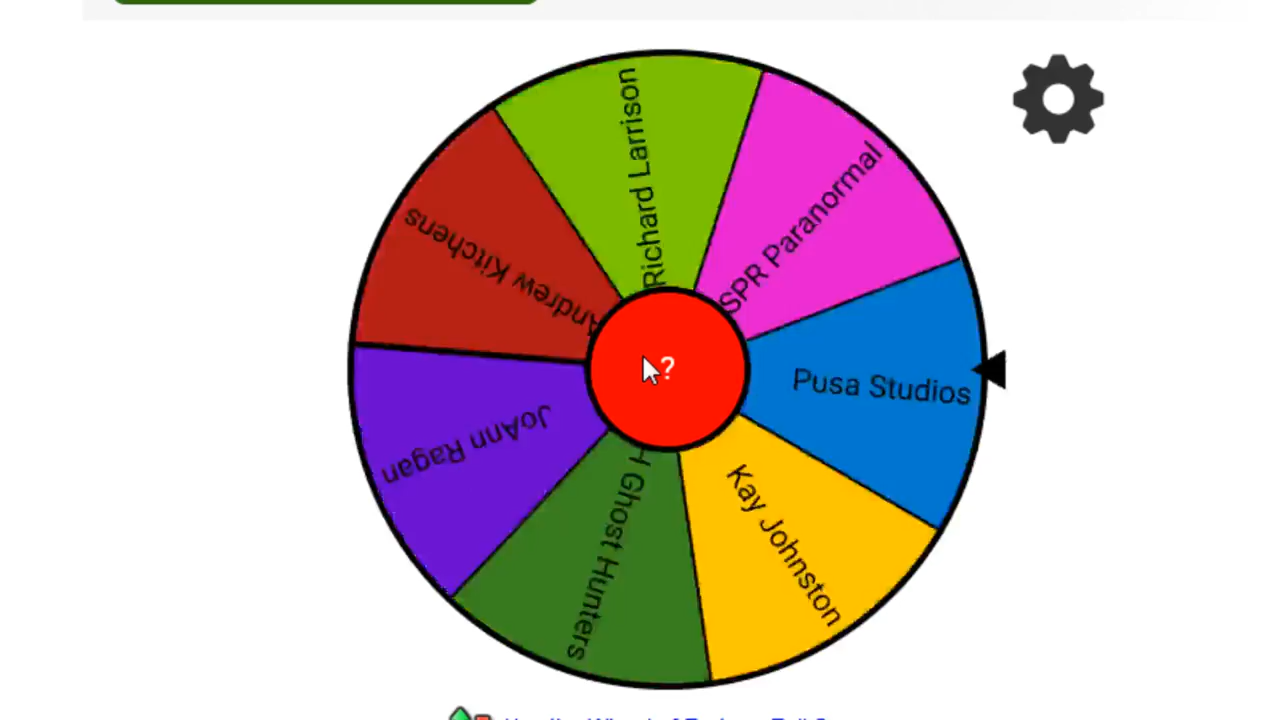 Richard Larrison
SPR Paranormal
Pusa Studios
Kay Johnston
H Ghost Hunters
JoAnn Ragan
Andrew Kitchens
?